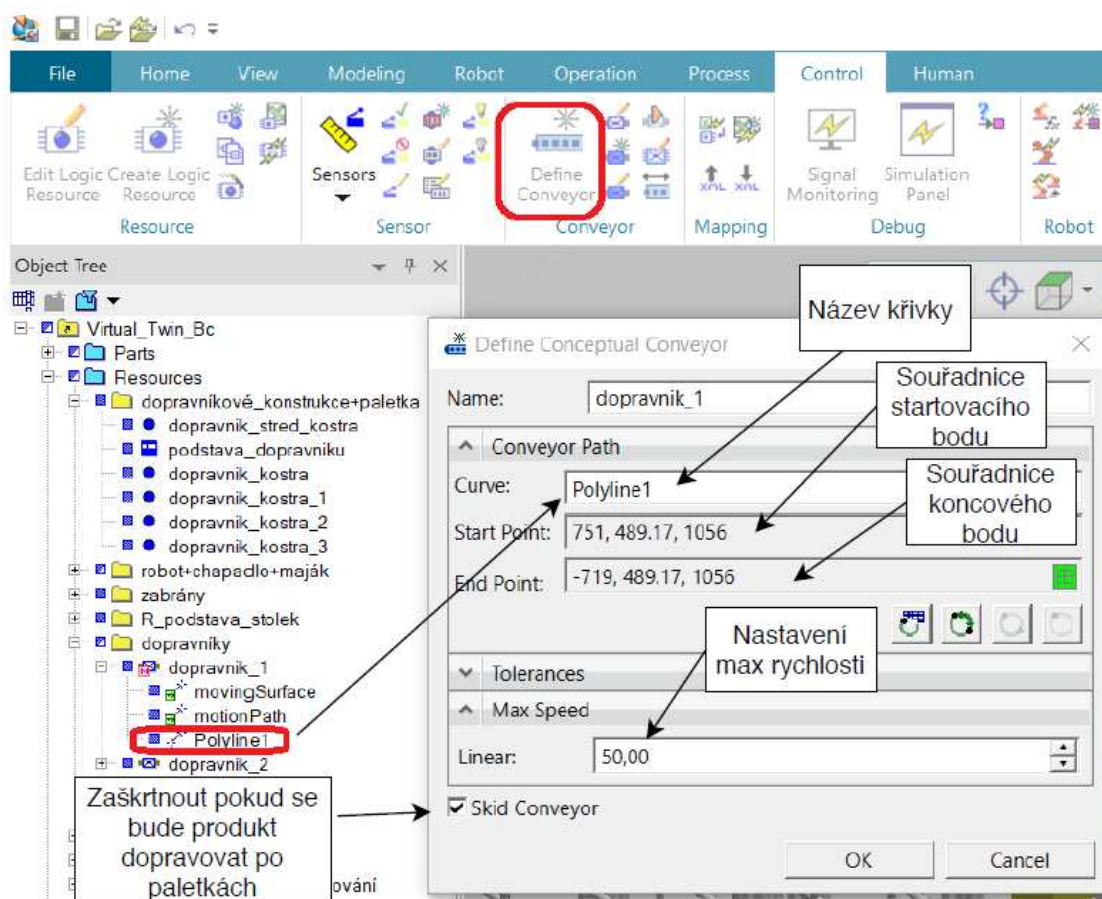 File Home View Modeling Robot Operation Process Control Human
Edit Logic Resource
Create Logic Resource
Sensors
Define Conveyor
XML XML
Signal Monitoring
Simulation Panel
Resource Sensor Conveyor Mapping Debug Robot
Object Tree
Virtual_Twin_Bc
Parts
Resources
dopravníkové_konstrukce+paletka
dopravnik_stred_kostra
podstava_dopravniku
dopravnik_kostra
dopravnik_kostra_1
dopravnik_kostra_2
dopravnik_kostra_3
robot+chapadlo+maják
zabrány
R_podstava_stolek
dopravníky
dopravnik_1
movingSurface
motionPath
Polyline1
dopravnik_2
Zaškrtnout pokud se
bude produkt
dopravovat po
paletkách
ování
Název křivky
Define Conceptual Conveyor
Name: dopravnik_1
Souřadnice
startovacího
bodu
Conveyor Path
Curve: Polyline1
Souřadnice
koncového
bodu
Start Point: 751, 489.17, 1056
End Point: -719, 489.17, 1056
Nastavení
max rychlosti
Tolerances
Max Speed
Linear: 50,00
Skid Conveyor
OK Cancel